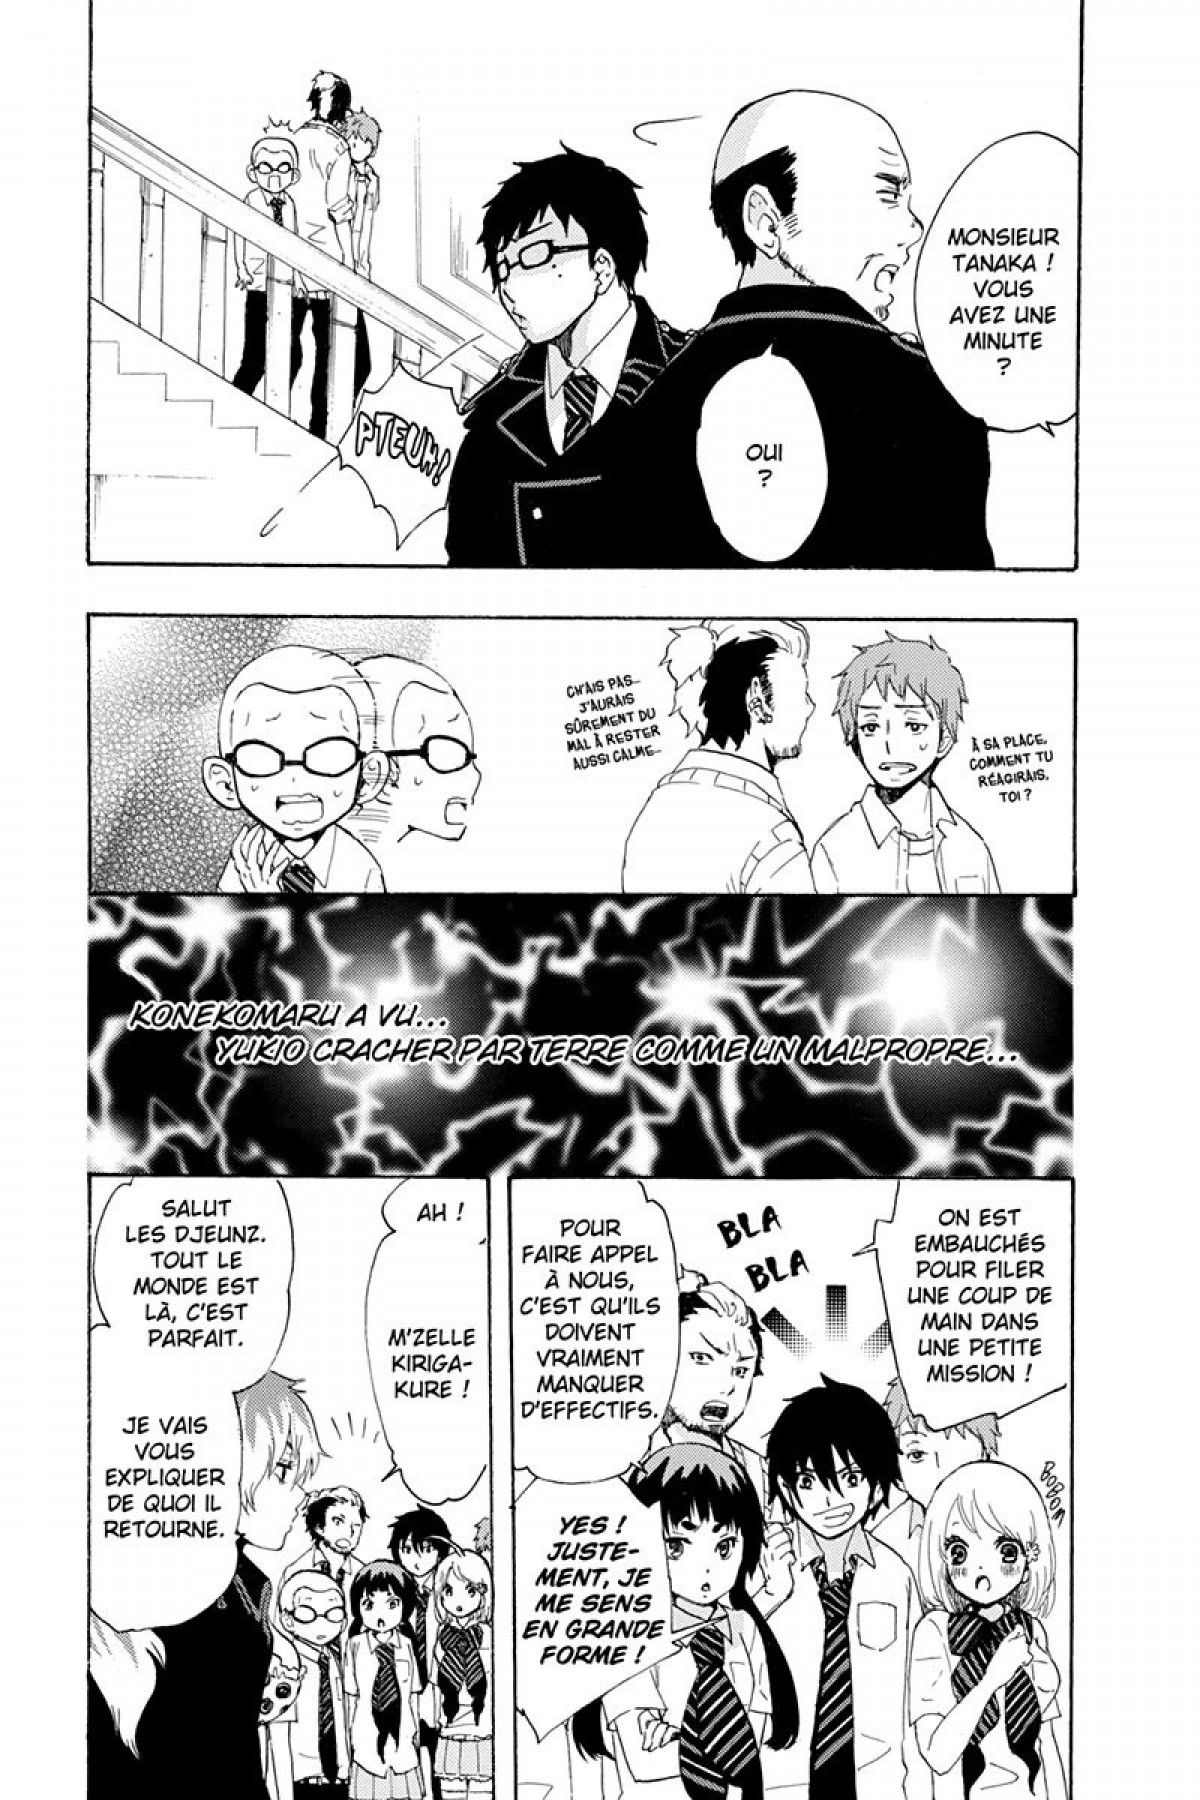 MONSIEUR
TANAKA !
VOUS
AVEZ UNE
MINUTE
?
OUI
?
PTEUH!
À SA PLACE,
COMMENT TU
RÉAGIRAIS,
TOI ?
CH'AIS PAS...
J'AURAIS
SÛREMENT DU
MAL À RESTER
AUSSI CALME...
KONEKOMARU A VU...
YUKIO CRACHER PAR TERRE COMME UN MALPROPRE...
AH !
M'ZELLE
KIRIGA-
KURE !
SALUT
LES DJEUNZ.
TOUT LE
MONDE EST
LÀ, C'EST
PARFAIT.
JE VAIS
VOUS
EXPLIQUER
DE QUOI IL
RETOURNE.
ON EST
EMBAUCHÉS
POUR FILER
UNE COUP DE
MAIN DANS
UNE PETITE
MISSION !
BLA
BLA
POUR
FAIRE APPEL
À NOUS,
C'EST QU'ILS
DOIVENT
VRAIMENT
MANQUER
D'EFFECTIFS.
YES !
JUSTE-
MENT, JE
ME SENS
EN GRANDE
FORME !
BOBOM